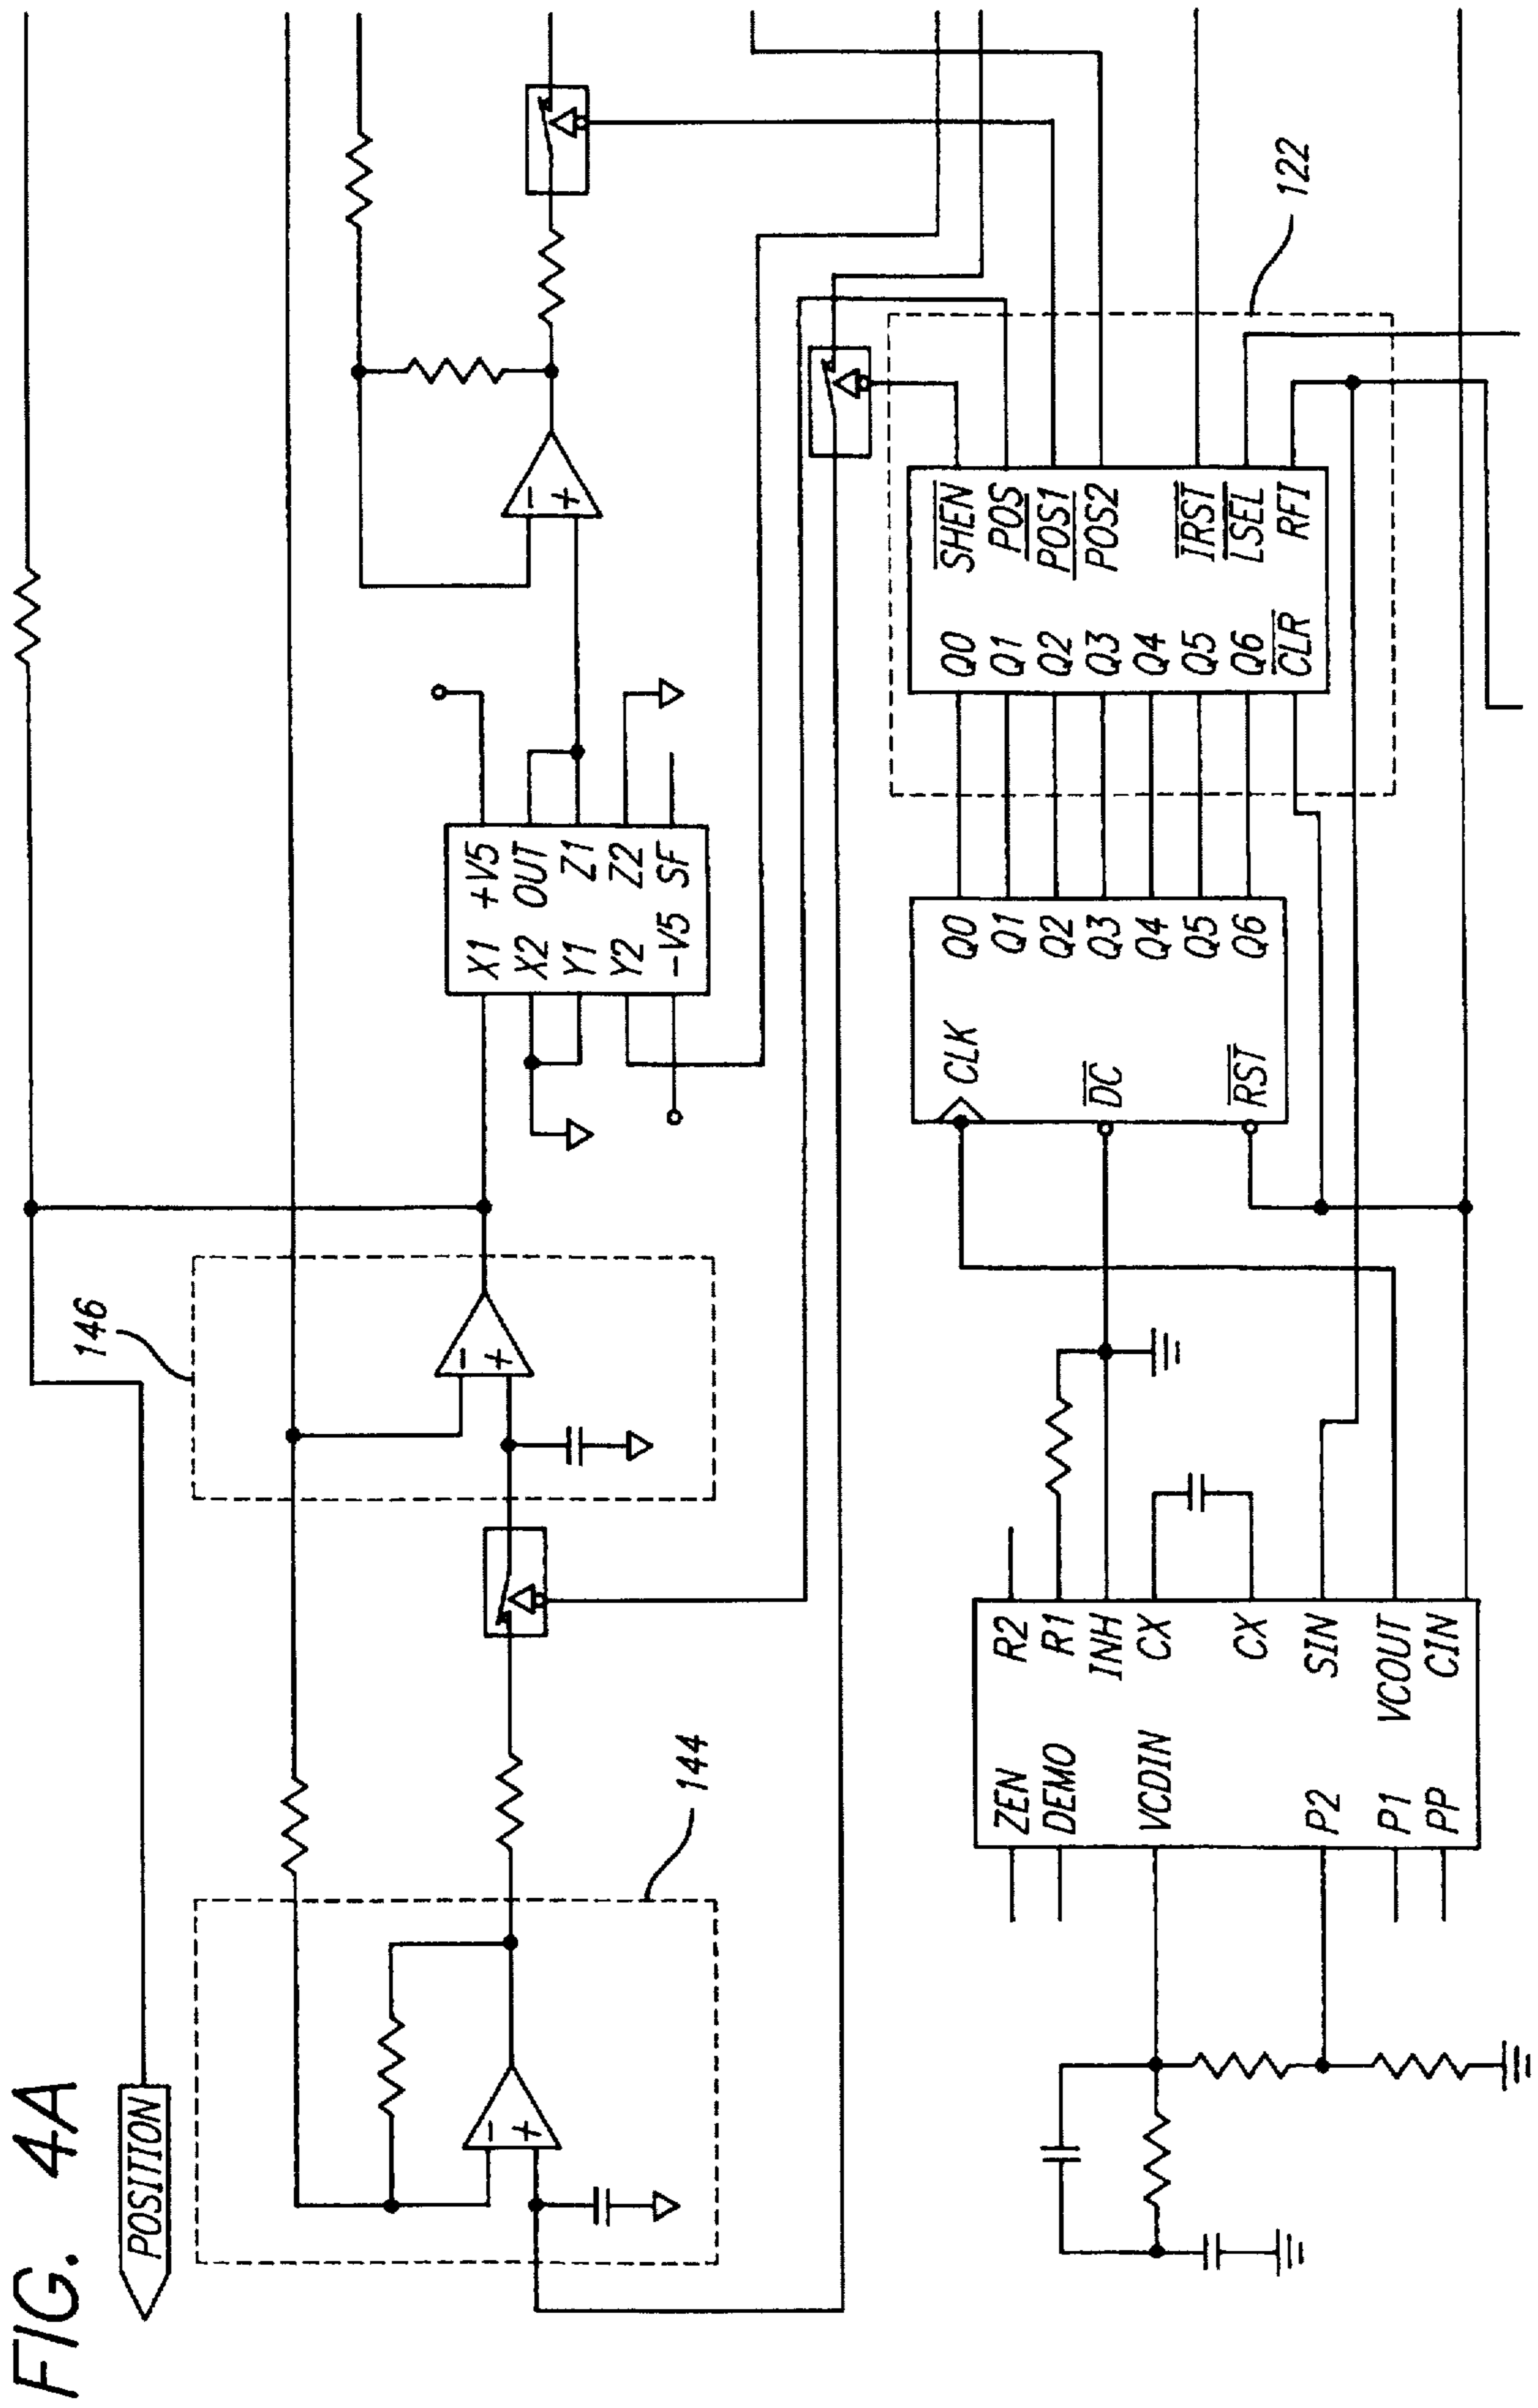 FIG. 4A
POSITION
144
146
122
X1 +V5
X2 OUT
Y1 Z1
Y2 Z2
-V5 SF
ZEN R2
DEMO R1
INH
VCDIN CX
CX
P2 SIN
P1 VCOUT
PP CIN
CLK Q0
Q1
Q2
DC Q3
Q4
Q5
RST Q6
Q0 SHEN
Q1 POS
Q2 POS1
Q3 POS2
Q4
Q5 IRST
Q6 LSEL
CLR RFI